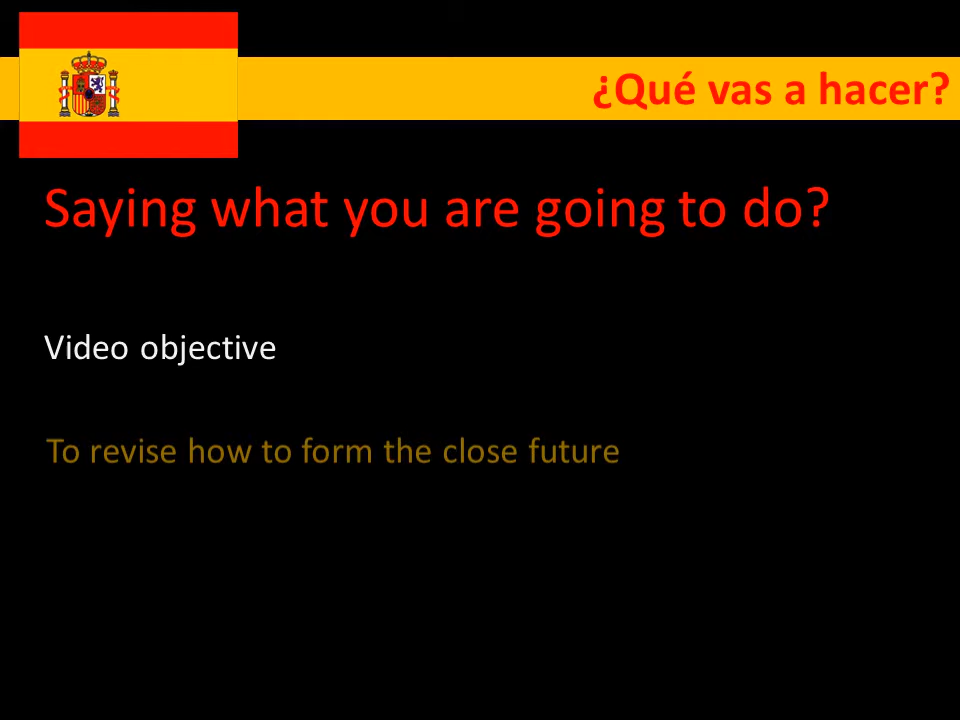 ¿Qué vas a hacer?
Saying what you are going to do?
Video objective
To revise how to form the close future